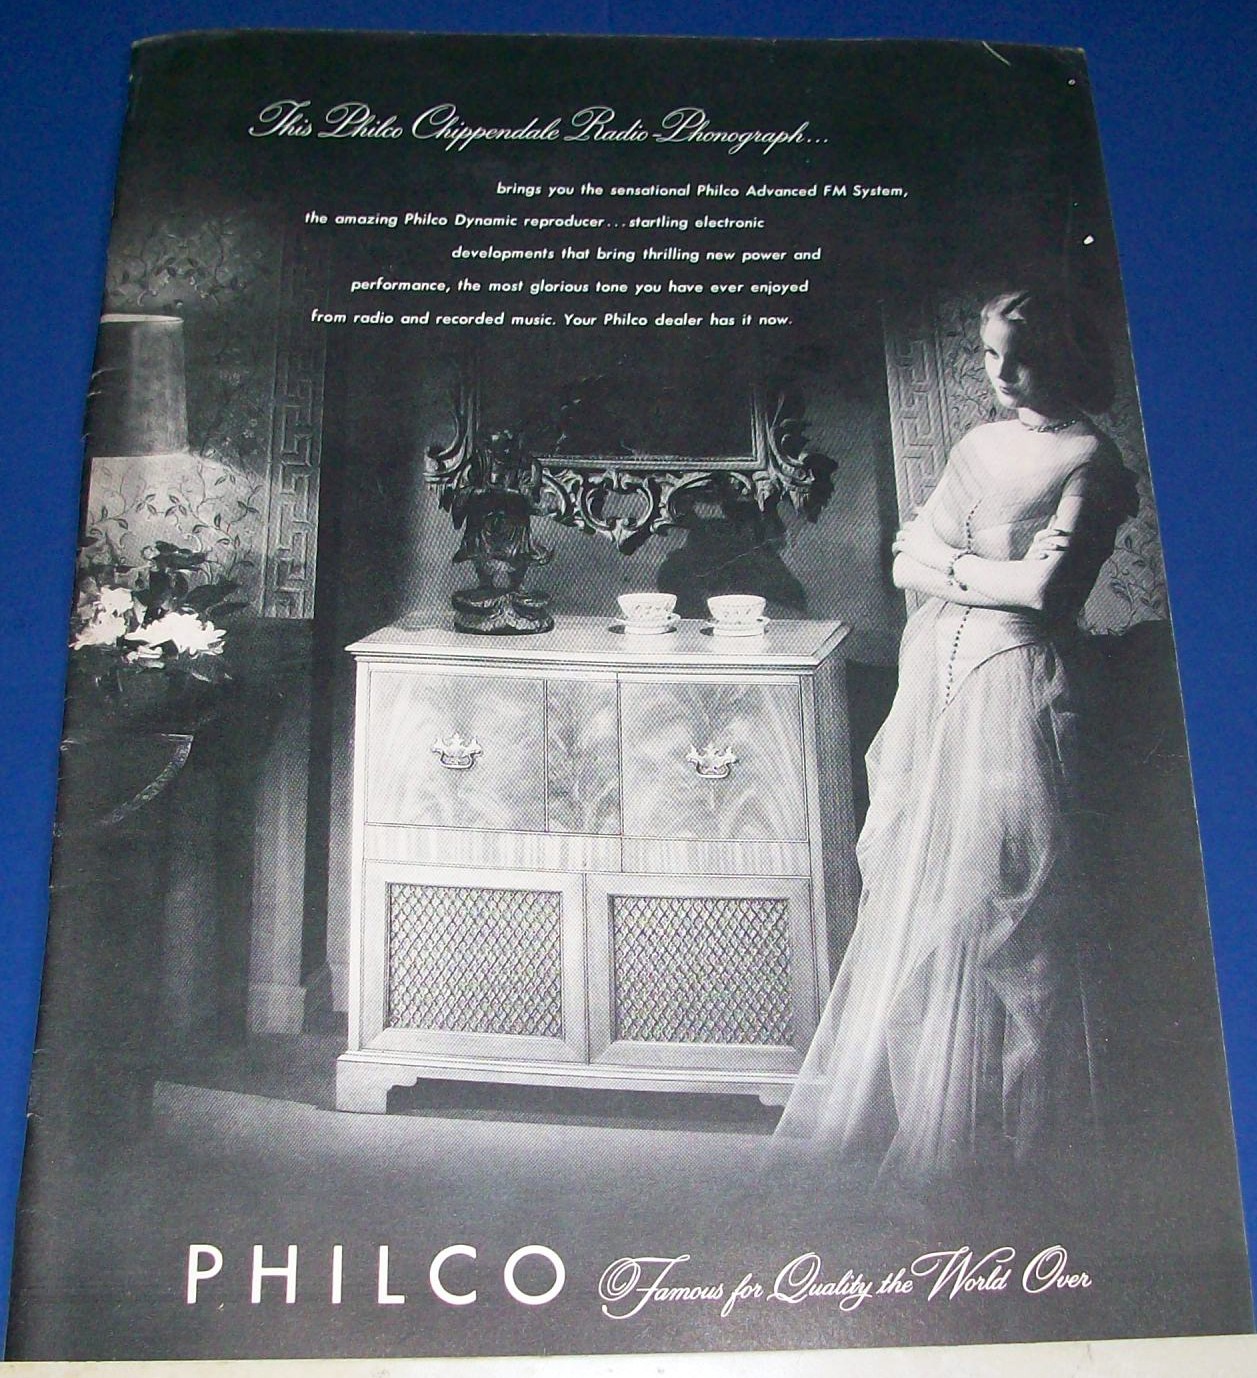 This Philco Chippendale Radio-Phonograph...
brings you the sensational Philco Advanced FM System,
the amazing Philco Dynamic reproducer...startling electronic
developments that bring thrilling new power and
performance, the most glorious tone you have ever enjoyed
from radio and recorded music. Your Philco dealer has it now.
PHILCO Famous for Quality the World Over